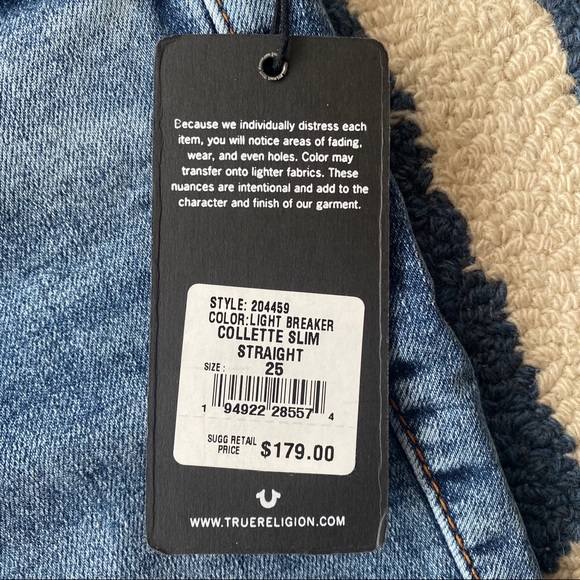 Because we individually distress each
item, you will notice areas of fading,
wear, and even holes. Color may
transfer onto lighter fabrics. These
nuances are intentional and add to the
character and finish of our garment.
STYLE: 204459
COLOR:LIGHT BREAKER
COLLETTE SLIM
STRAIGHT
SIZE : 25
1 94922 28557 4
SUGG RETAIL
PRICE $179.00
WWW.TRUERELIGION.COM